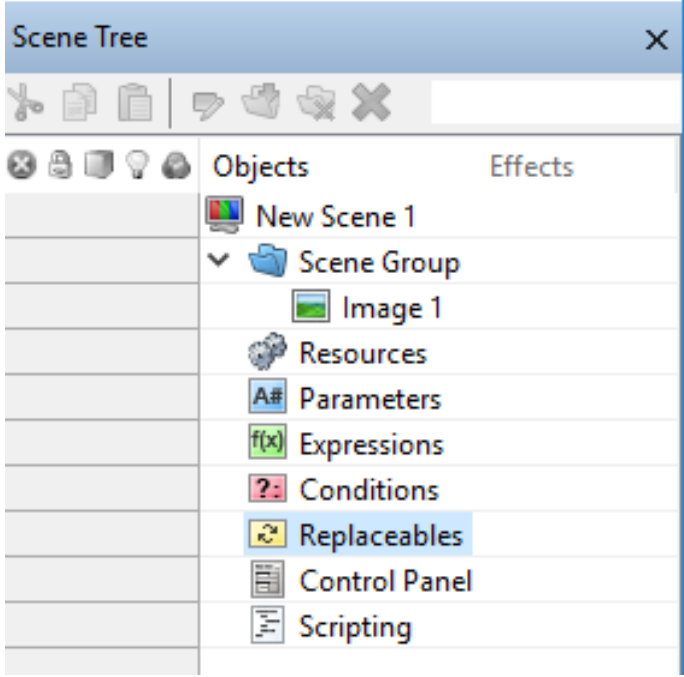 Scene Tree
Objects Effects
New Scene 1
Scene Group
Image 1
Resources
A# Parameters
f(x) Expressions
?: Conditions
Replaceables
Control Panel
Scripting